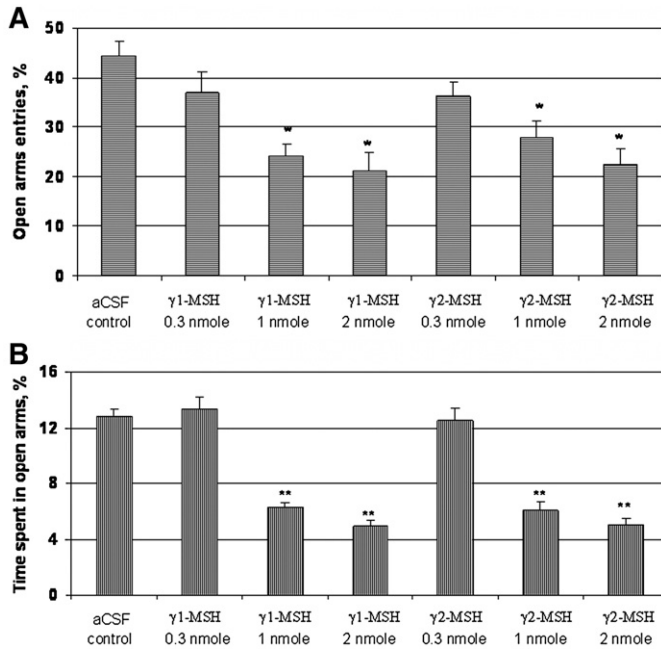 A
Open arms entries, %
50
40
30
20
10
0
*
*
*
*
aCSF control
γ1-MSH 0.3 nmole
γ1-MSH 1 nmole
γ1-MSH 2 nmole
γ2-MSH 0.3 nmole
γ2-MSH 1 nmole
γ2-MSH 2 nmole
B
Time spent in open arms, %
16
12
8
4
0
**
**
**
**
aCSF control
γ1-MSH 0.3 nmole
γ1-MSH 1 nmole
γ1-MSH 2 nmole
γ2-MSH 0.3 nmole
γ2-MSH 1 nmole
γ2-MSH 2 nmole